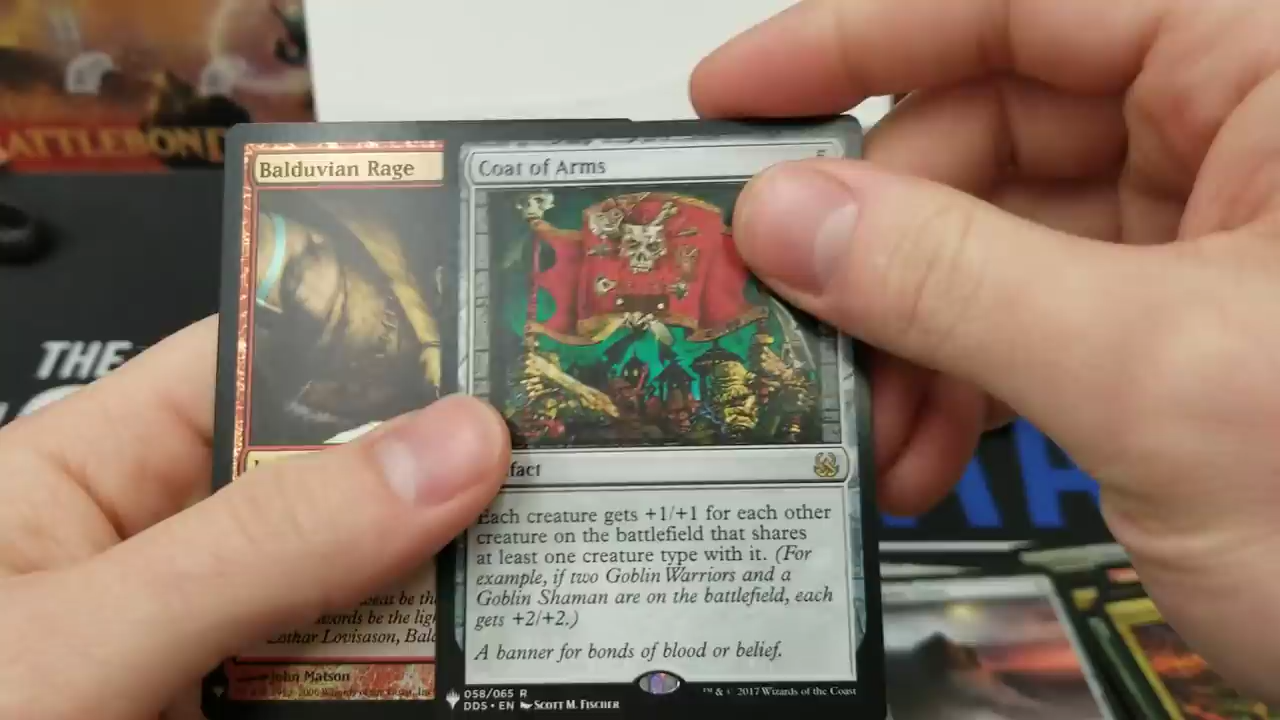 BATTLEBOND
THE
Balduvian Rage
John Matson
Coat of Arms
5
fact
Each creature gets +1/+1 for each other
creature on the battlefield that shares
at least one creature type with it. (For
example, if two Goblin Warriors and a
Goblin Shaman are on the battlefield, each
gets +2/+2.)
A banner for bonds of blood or belief.
058/065 R
DDS • EN Scott M. Fischer
™ & © 2017 Wizards of the Coast